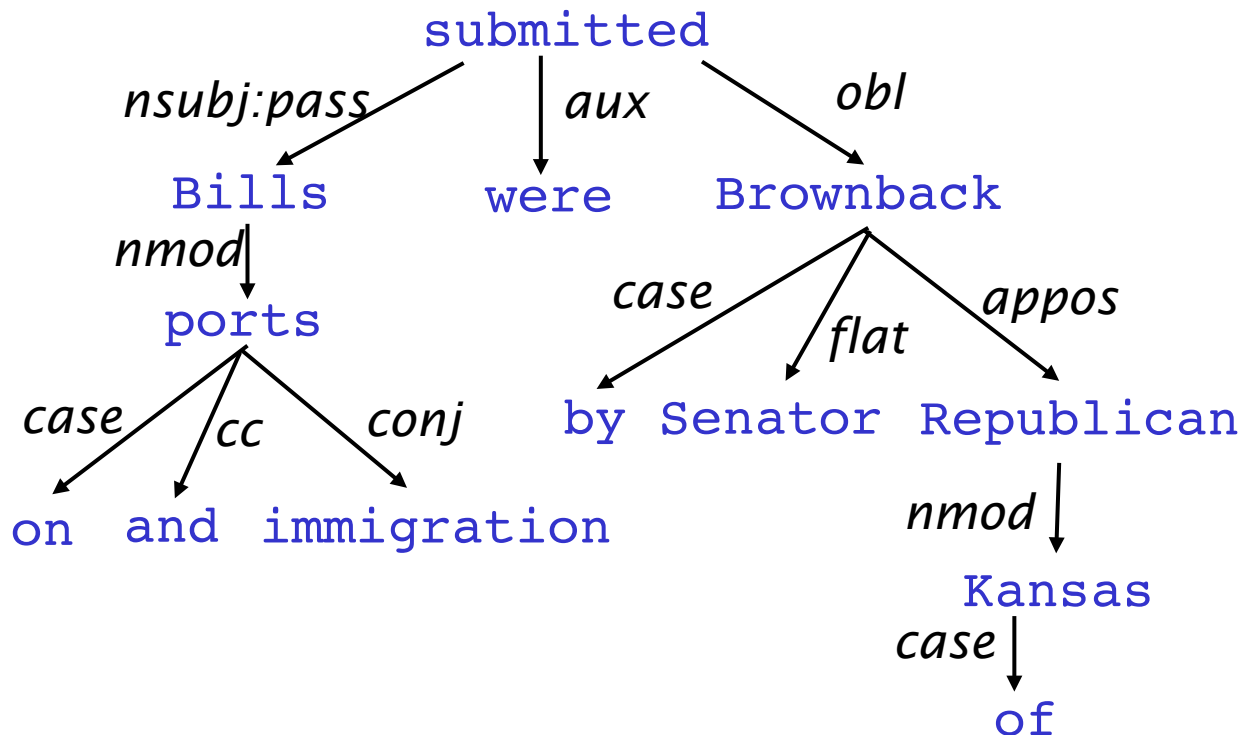 submitted
nsubj:pass aux obl
Bills were Brownback
nmod
ports
case flat appos
case cc conj
by Senator Republican
on and immigration
nmod
Kansas
case
of